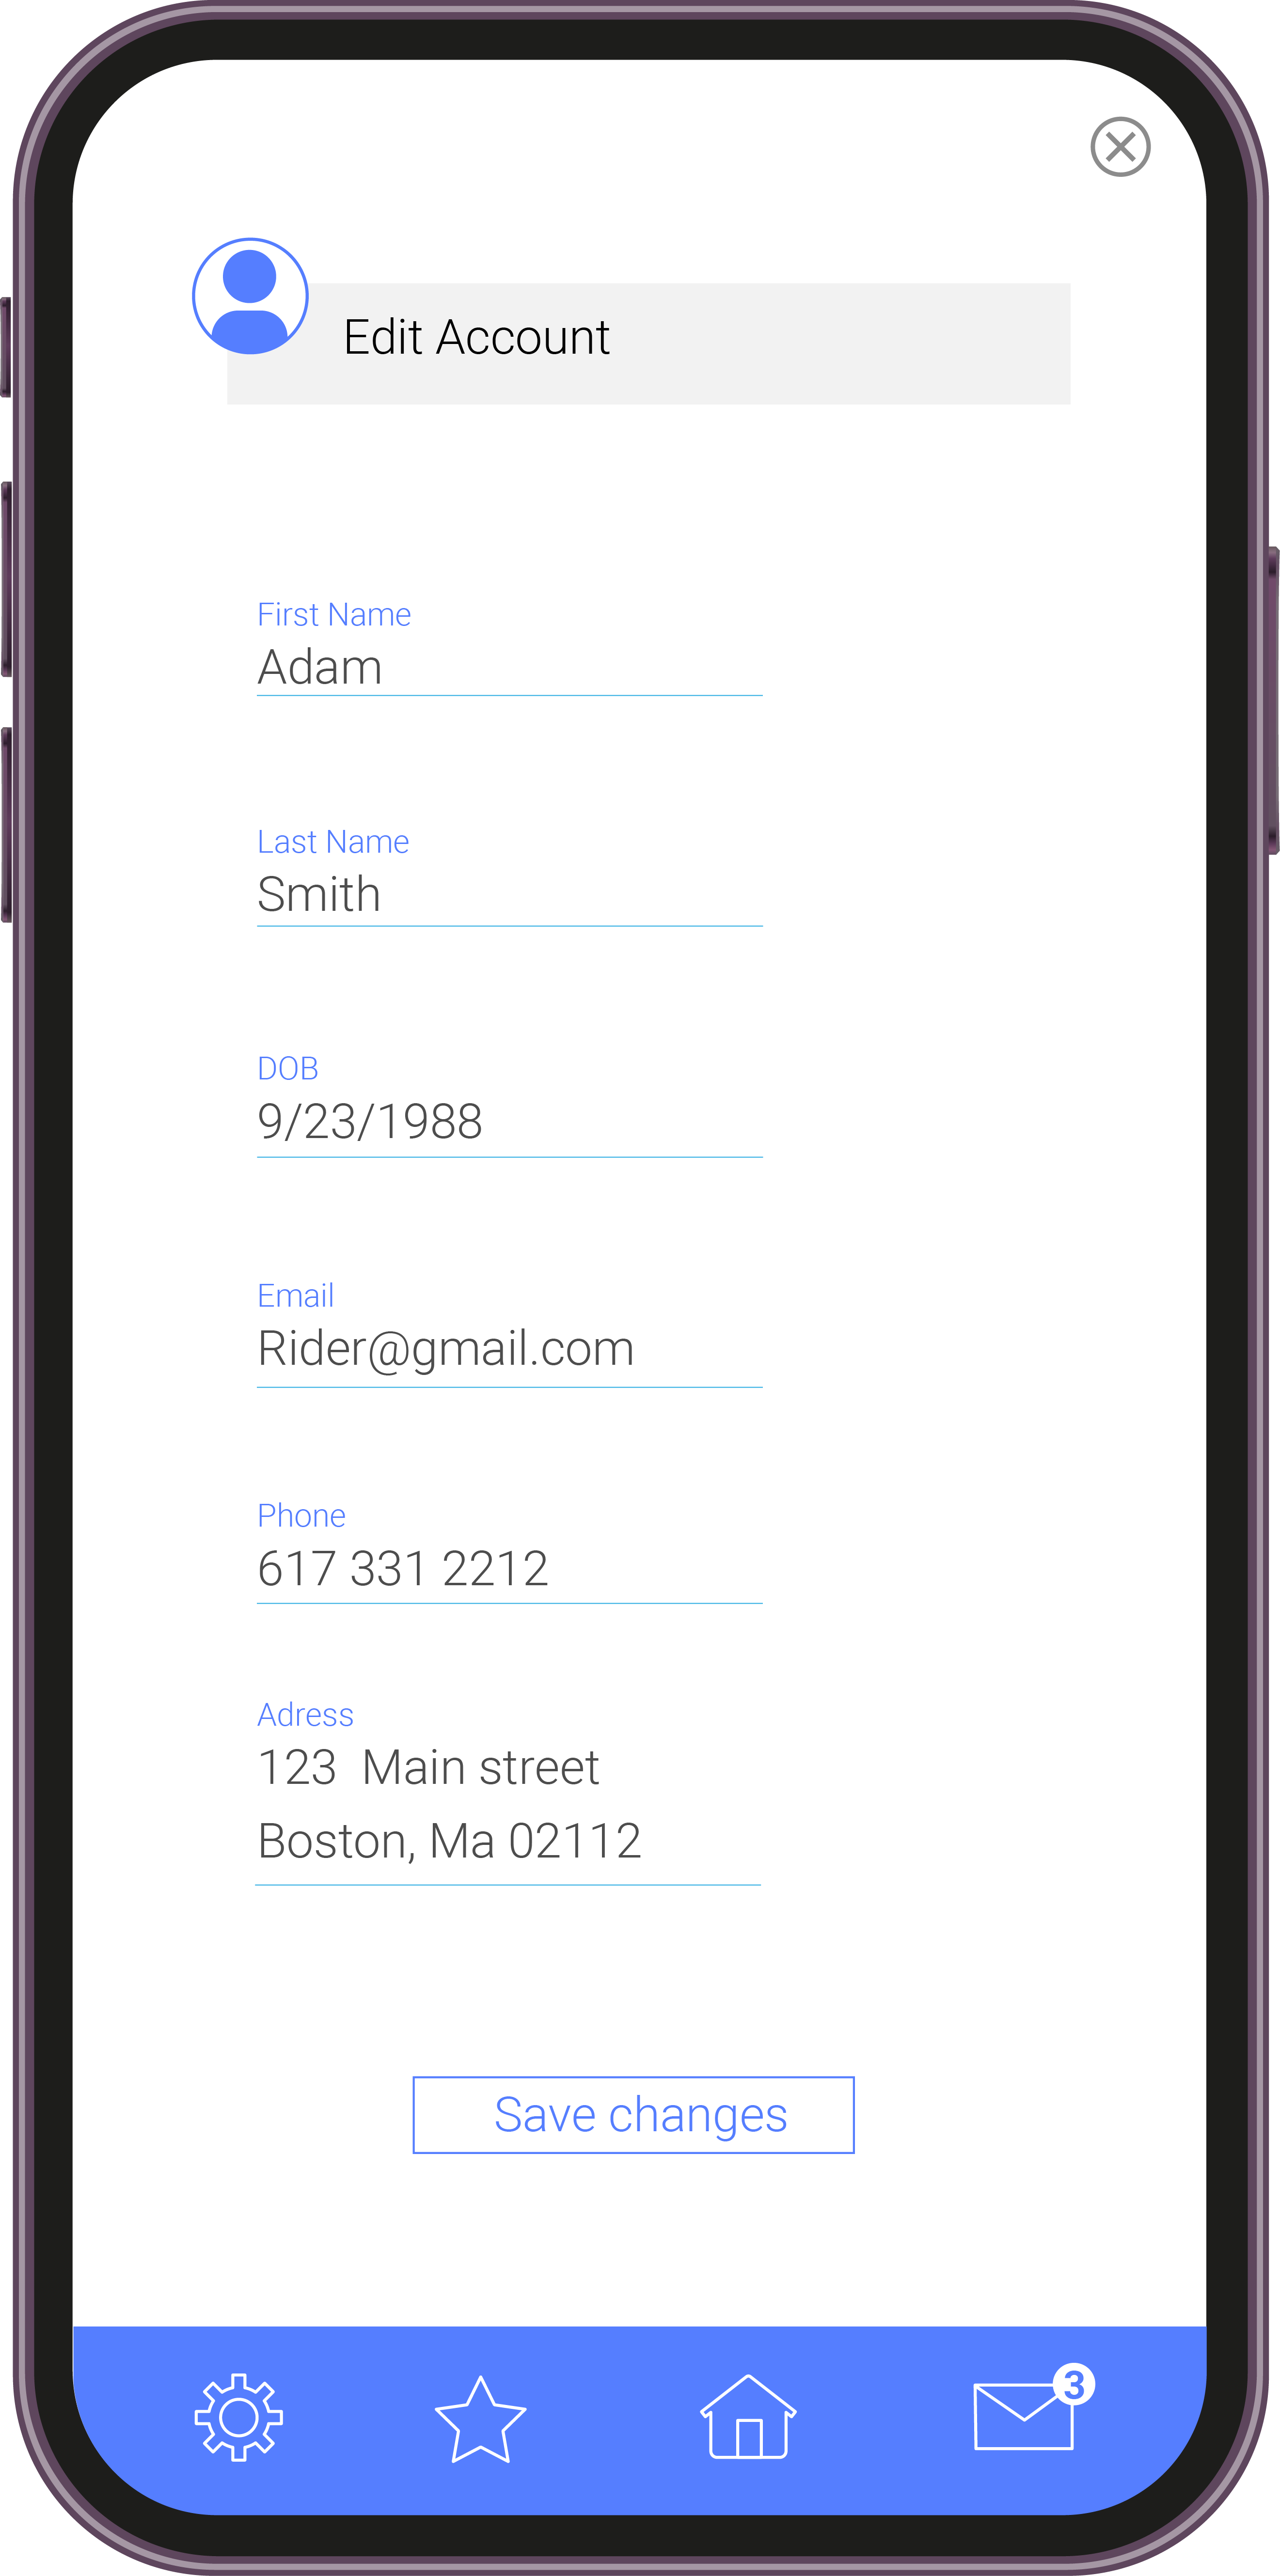 Edit Account
First Name
Adam
Last Name
Smith
DOB
9/23/1988
Email
Rider@gmail.com
Phone
617 331 2212
Adress
123  Main street
Boston, Ma 02112
Save changes
3